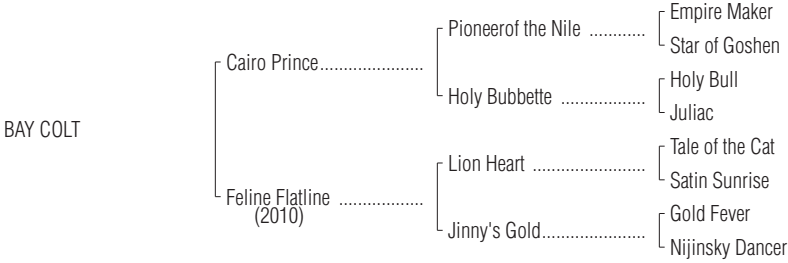 Empire Maker
Pioneerof the Nile ............
Star of Goshen
Cairo Prince......................
Holy Bull
Holy Bubbette ..................
Juliac
BAY COLT
Tale of the Cat
Lion Heart ........................
Satin Sunrise
Feline Flatline ..................
(2010)
Gold Fever
Jinny's Gold......................
Nijinsky Dancer